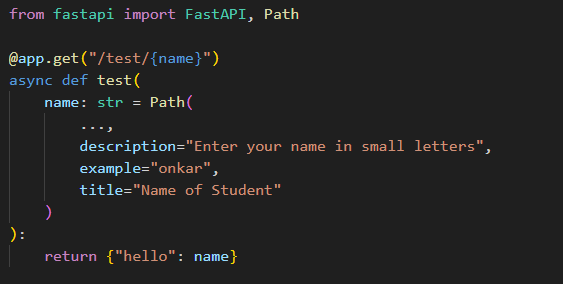 from fastapi import FastAPI, Path
@app.get("/test/{name}")
async def test(
name: str = Path(
...,
description="Enter your name in small letters",
example="onkar",
title="Name of Student"
)
):
return {"hello": name}